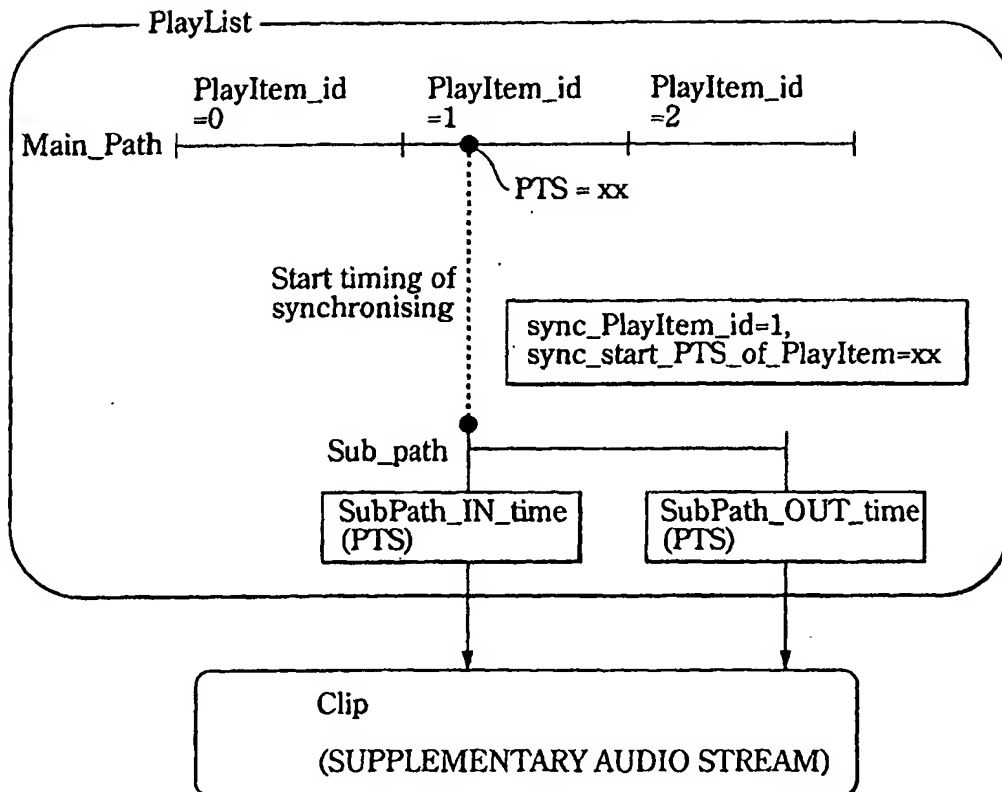 PlayList
PlayItem_id
=0
PlayItem_id
=1
PlayItem_id
=2
Main_Path
PTS = xx
Start timing of
synchronising
sync_PlayItem_id=1,
sync_start_PTS_of_PlayItem=xx
Sub_path
SubPath_IN_time
(PTS)
SubPath_OUT_time
(PTS)
Clip
(SUPPLEMENTARY AUDIO STREAM)